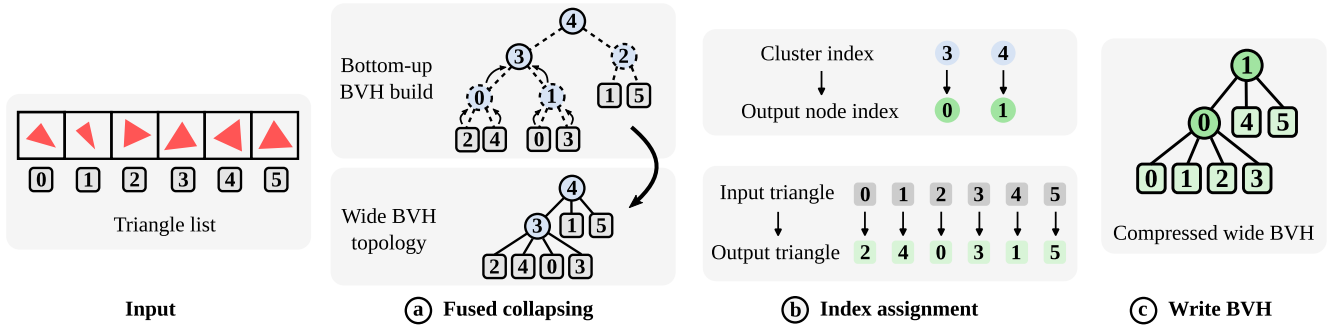 0 1 2 3 4 5
Triangle list
Input
4
3 2
Bottom-up
BVH build
0 1 1 5
2 4 0 3
4
Wide BVH
topology
3 1 5
2 4 0 3
a Fused collapsing
Cluster index 3 4
Output node index 0 1
Input triangle 0 1 2 3 4 5
Output triangle 2 4 0 3 1 5
b Index assignment
1
0 4 5
0 1 2 3
Compressed wide BVH
c Write BVH